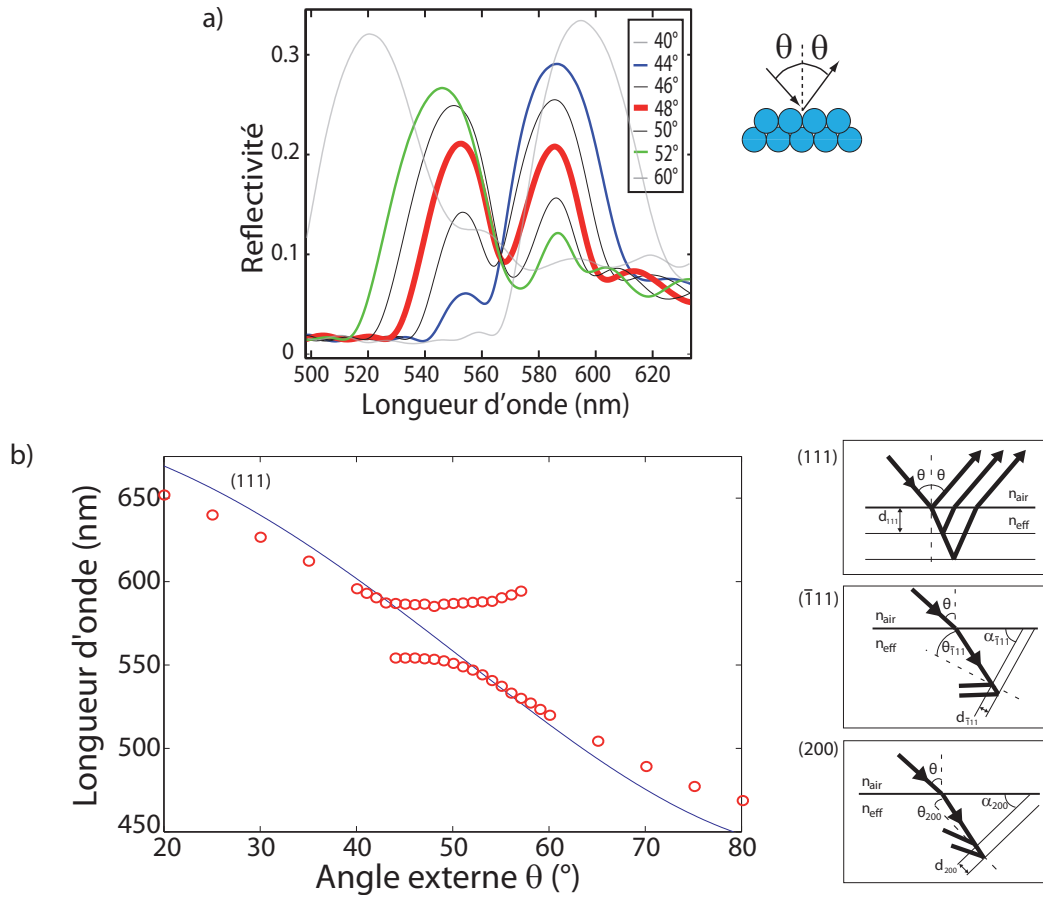 a)
Reflectivité
0.3
0.2
0.1
0
500 520 540 560 580 600 620
Longueur d'onde (nm)
40°
44°
46°
48°
50°
52°
60°
θ θ
b)
Longueur d'onde (nm)
650
600
550
500
450
(111)
20 30 40 50 60 70 80
Angle externe θ (°)
(111)
θ θ
n_air
d_111
n_eff
(1̄11)
θ
n_air
n_eff
θ_1̄11
α_1̄11
d_1̄11
(200)
θ
n_air
n_eff
θ_200
α_200
d_200